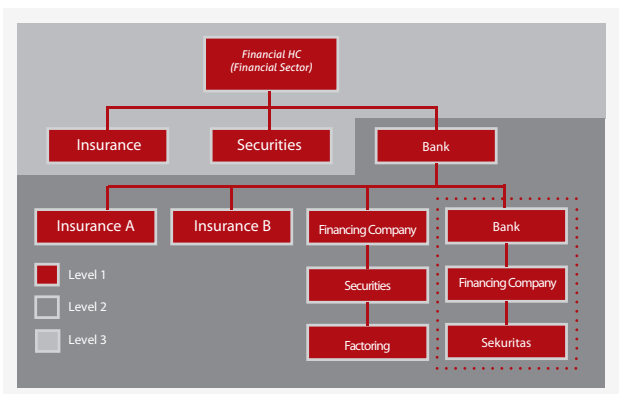 Financial HC
(Financial Sector)
Insurance
Securities
Bank
Insurance A
Insurance B
Financing Company
Bank
Securities
Financing Company
Factoring
Sekuritas
Level 1
Level 2
Level 3